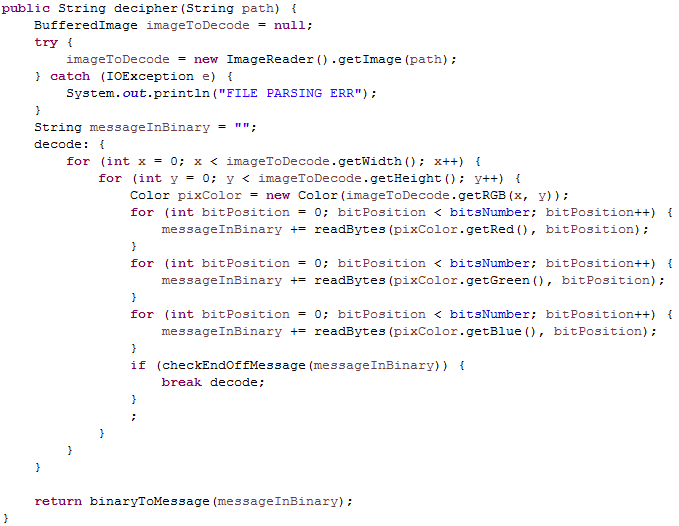 public String decipher(String path) {
    BufferedImage imageToDecode = null;
    try {
        imageToDecode = new ImageReader().getImage(path);
    } catch (IOException e) {
        System.out.println("FILE PARSING ERR");
    }
    String messageInBinary = "";
    decode: {
        for (int x = 0; x < imageToDecode.getWidth(); x++) {
            for (int y = 0; y < imageToDecode.getHeight(); y++) {
                Color pixColor = new Color(imageToDecode.getRGB(x, y));
                for (int bitPosition = 0; bitPosition < bitsNumber; bitPosition++) {
                    messageInBinary += readBytes(pixColor.getRed(), bitPosition);
                }
                for (int bitPosition = 0; bitPosition < bitsNumber; bitPosition++) {
                    messageInBinary += readBytes(pixColor.getGreen(), bitPosition);
                }
                for (int bitPosition = 0; bitPosition < bitsNumber; bitPosition++) {
                    messageInBinary += readBytes(pixColor.getBlue(), bitPosition);
                }
                if (checkEndOffMessage(messageInBinary)) {
                    break decode;
                }
                ;
            }
        }
    }

    return binaryToMessage(messageInBinary);
}